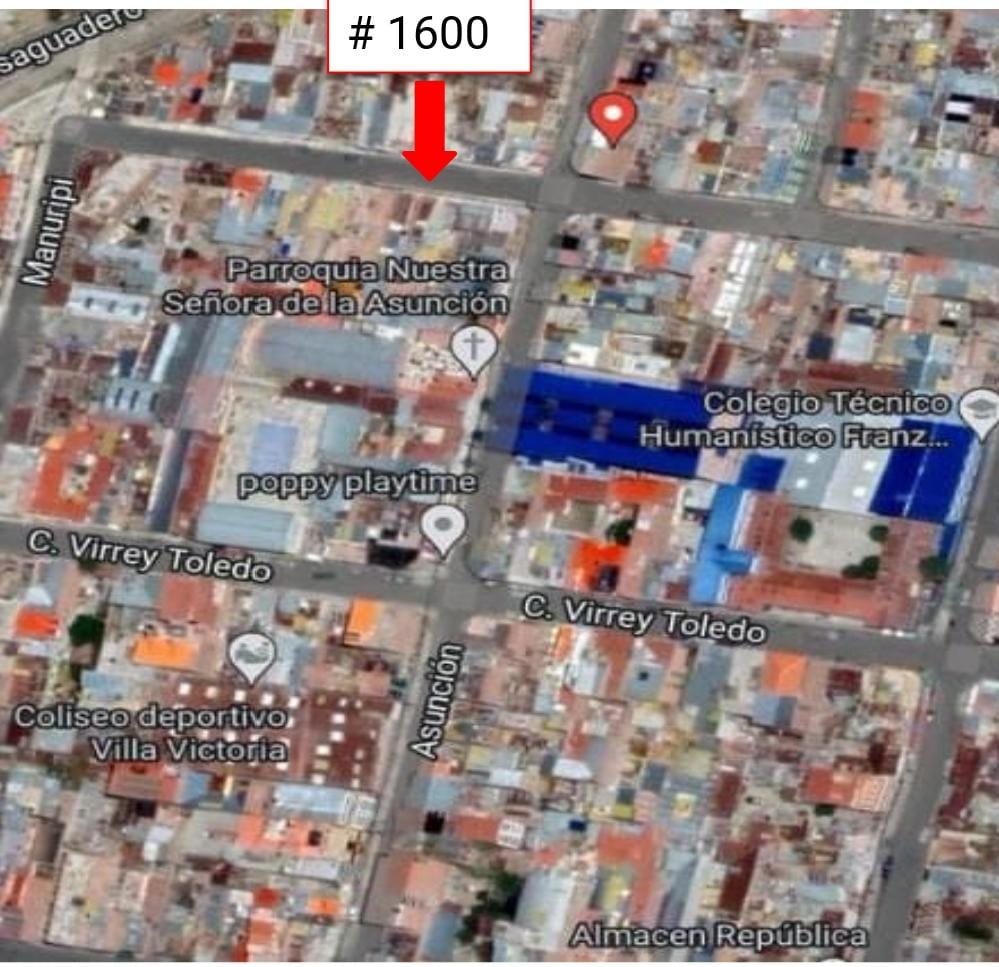 # 1600
saguadero
Manuripi
Parroquia Nuestra
Señora de la Asunción
Colegio Técnico
Humanístico Franz...
poppy playtime
C. Virrey Toledo
C. Virrey Toledo
Asunción
Coliseo deportivo
Villa Victoria
Almacen República